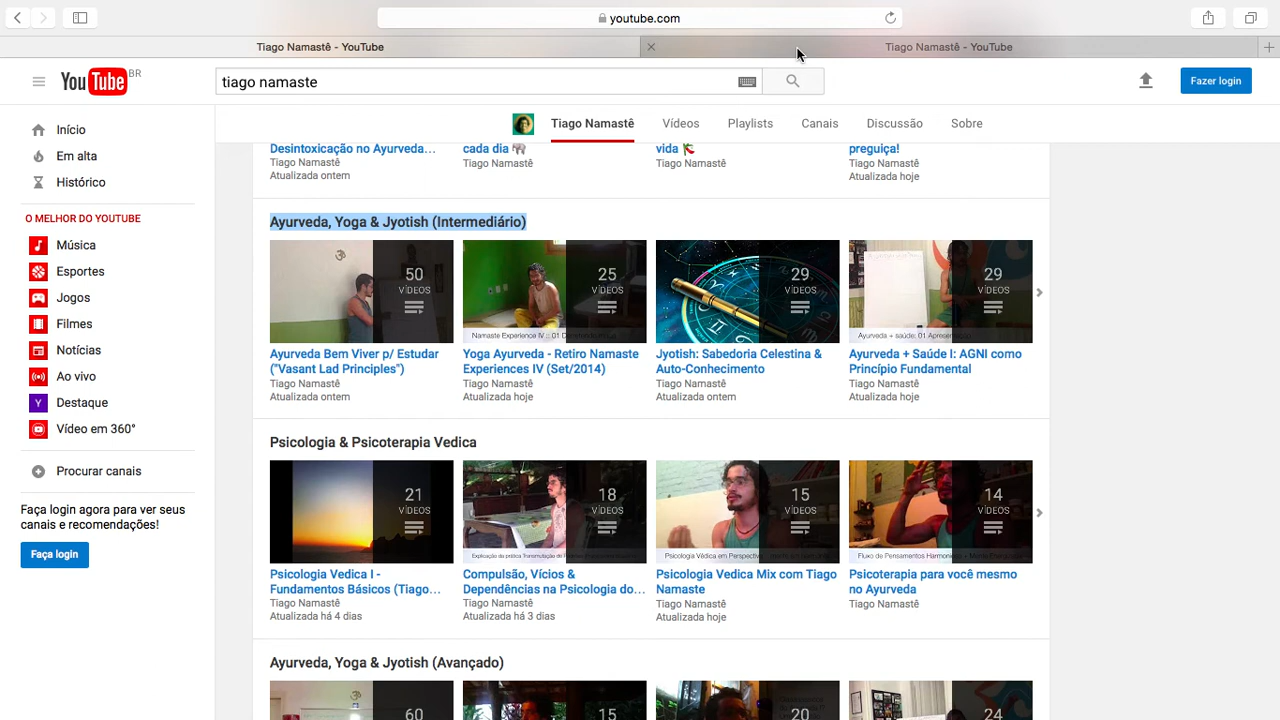 youtube.com
Tiago Namastê - YouTube
Tiago Namastê - YouTube
YouTube BR
tiago namaste
Fazer login
Tiago Namastê
Vídeos
Playlists
Canais
Discussão
Sobre
Início
Em alta
Histórico
O MELHOR DO YOUTUBE
Música
Esportes
Jogos
Filmes
Notícias
Ao vivo
Destaque
Vídeo em 360°
Procurar canais
Faça login agora para ver seus
canais e recomendações!
Faça login
Desintoxicação no Ayurveda...
Tiago Namastê
Atualizada ontem
cada dia
Tiago Namastê
vida
Tiago Namastê
preguiça!
Tiago Namastê
Atualizada hoje
Ayurveda, Yoga & Jyotish (Intermediário)
50
VÍDEOS
Ayurveda Bem Viver p/ Estudar
("Vasant Lad Principles")
Tiago Namastê
Atualizada ontem
25
VÍDEOS
Yoga Ayurveda - Retiro Namaste
Experiences IV (Set/2014)
Tiago Namastê
Atualizada hoje
29
VÍDEOS
Jyotish: Sabedoria Celestina &
Auto-Conhecimento
Tiago Namastê
Atualizada ontem
29
VÍDEOS
Ayurveda + Saúde I: AGNI como
Princípio Fundamental
Tiago Namastê
Atualizada hoje
Psicologia & Psicoterapia Vedica
21
VÍDEOS
Psicologia Vedica I -
Fundamentos Básicos (Tiago...
Tiago Namastê
Atualizada há 4 dias
18
VÍDEOS
Compulsão, Vícios &
Dependências na Psicologia do...
Tiago Namastê
Atualizada há 3 dias
15
VÍDEOS
Psicologia Vedica Mix com Tiago
Namaste
Tiago Namastê
Atualizada hoje
14
VÍDEOS
Psicoterapia para você mesmo
no Ayurveda
Tiago Namastê
Ayurveda, Yoga & Jyotish (Avançado)
60
15
20
24